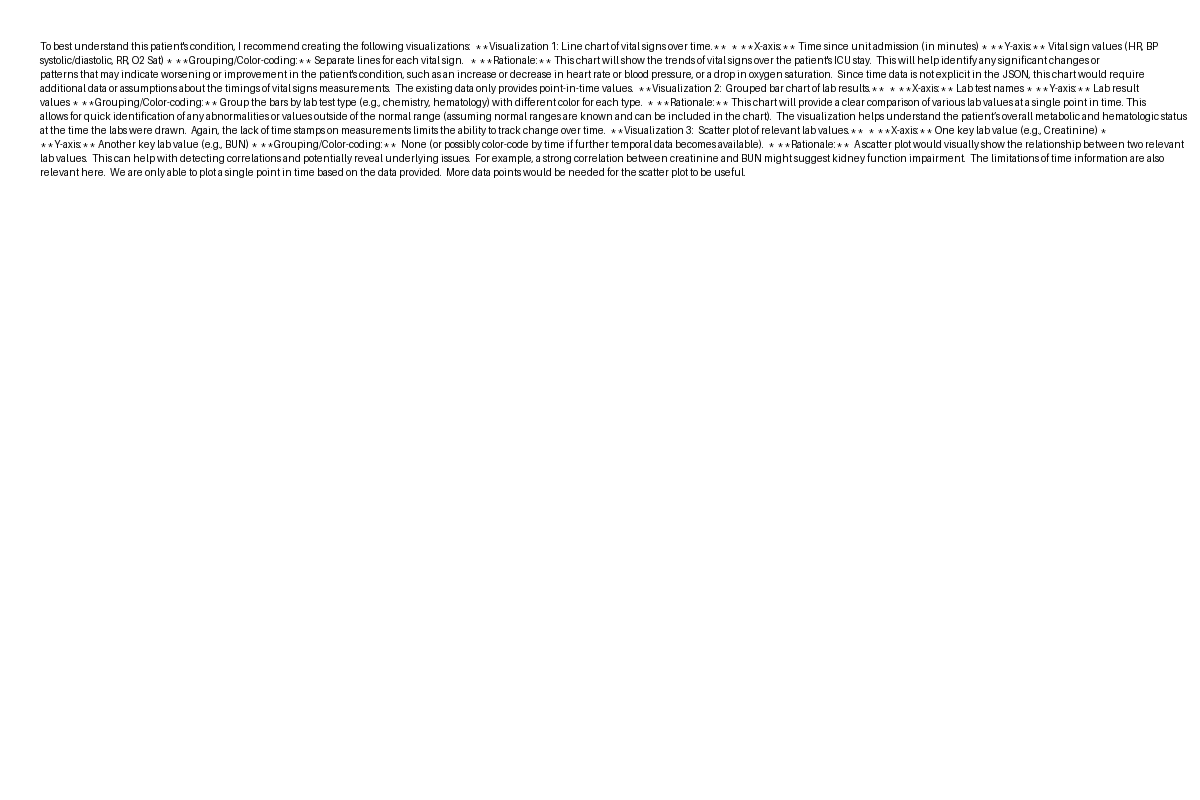 To best understand this patient's condition, I recommend creating the following visualizations:  **Visualization 1: Line chart of vital signs over time.**  * **X-axis:** Time since unit admission (in minutes) * **Y-axis:** Vital sign values (HR, BP
systolic/diastolic, RR, O2 Sat) * **Grouping/Color-coding:** Separate lines for each vital sign.  * **Rationale:** This chart will show the trends of vital signs over the patient's ICU stay.  This will help identify any significant changes or
patterns that may indicate worsening or improvement in the patient's condition, such as an increase or decrease in heart rate or blood pressure, or a drop in oxygen saturation.  Since time data is not explicit in the JSON, this chart would require
additional data or assumptions about the timings of vital signs measurements.  The existing data only provides point-in-time values.  **Visualization 2:  Grouped bar chart of lab results.**  * **X-axis:** Lab test names * **Y-axis:** Lab result
values * **Grouping/Color-coding:** Group the bars by lab test type (e.g., chemistry, hematology) with different color for each type.  * **Rationale:** This chart will provide a clear comparison of various lab values at a single point in time. This
allows for quick identification of any abnormalities or values outside of the normal range (assuming normal ranges are known and can be included in the chart).  The visualization helps understand the patient's overall metabolic and hematologic status
at the time the labs were drawn.  Again, the lack of time stamps on measurements limits the ability to track change over time.  **Visualization 3:  Scatter plot of relevant lab values.**  * **X-axis:** One key lab value (e.g., Creatinine) *
**Y-axis:** Another key lab value (e.g., BUN) * **Grouping/Color-coding:**  None (or possibly color-code by time if further temporal data becomes available).  * **Rationale:**  A scatter plot would visually show the relationship between two relevant
lab values.  This can help with detecting correlations and potentially reveal underlying issues.  For example, a strong correlation between creatinine and BUN might suggest kidney function impairment.  The limitations of time information are also
relevant here.  We are only able to plot a single point in time based on the data provided.  More data points would be needed for the scatter plot to be useful.